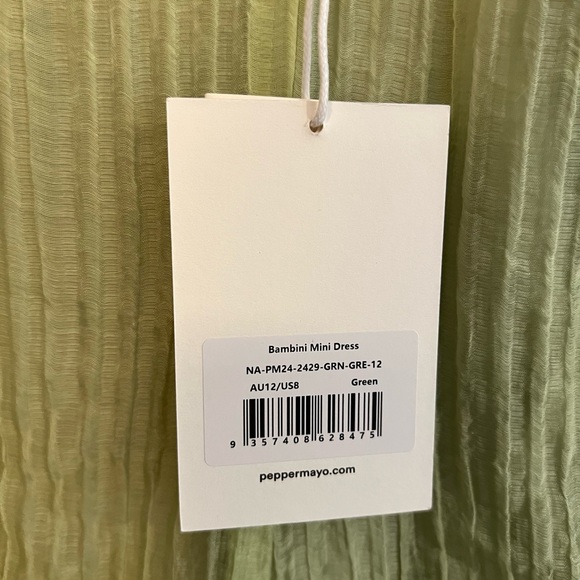 Bambini Mini Dress
NA-PM24-2429-GRN-GRE-12
AU12/US8 Green
9 357408 628475
peppermayo.com